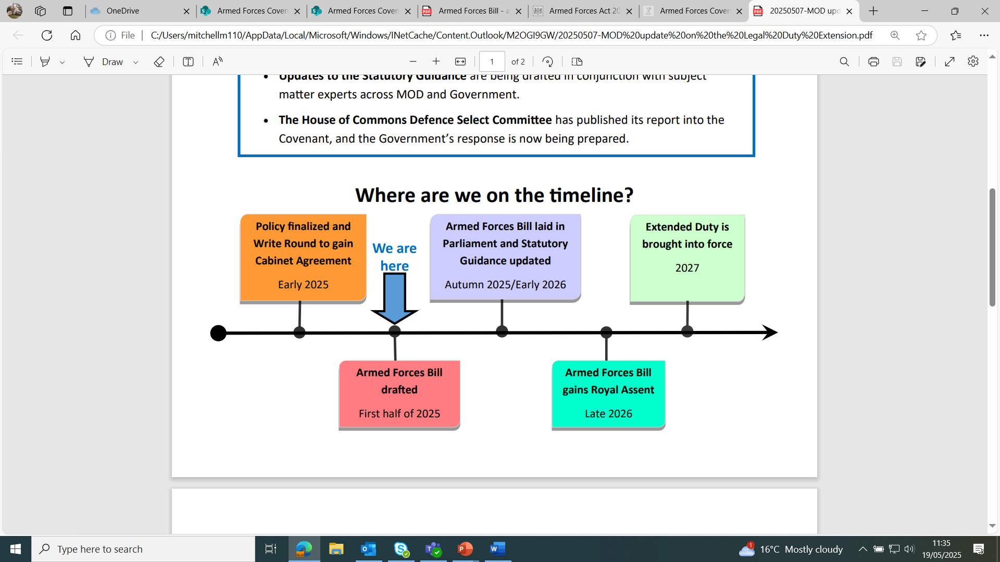 OneDrive
Armed Forces Coven
Armed Forces Coven
Armed Forces Bill - a
Armed Forces Act 20
Armed Forces Coven
20250507-MOD upd
File
C:/Users/mitchellm110/AppData/Local/Microsoft/Windows/INetCache/Content.Outlook/M2OGI9GW/20250507-MOD%20update%20on%20the%20Legal%20Duty%20Extension.pdf
Draw
1 of 2
• Updates to the Statutory Guidance are being drafted in conjunction with subject
matter experts across MOD and Government.
• The House of Commons Defence Select Committee has published its report into the
Covenant, and the Government’s response is now being prepared.
Where are we on the timeline?
Policy finalized and
Write Round to gain
Cabinet Agreement
Early 2025
We are
here
Armed Forces Bill laid in
Parliament and Statutory
Guidance updated
Autumn 2025/Early 2026
Extended Duty is
brought into force
2027
Armed Forces Bill
drafted
First half of 2025
Armed Forces Bill
gains Royal Assent
Late 2026
Type here to search
1
16°C Mostly cloudy
11:35
19/05/2025